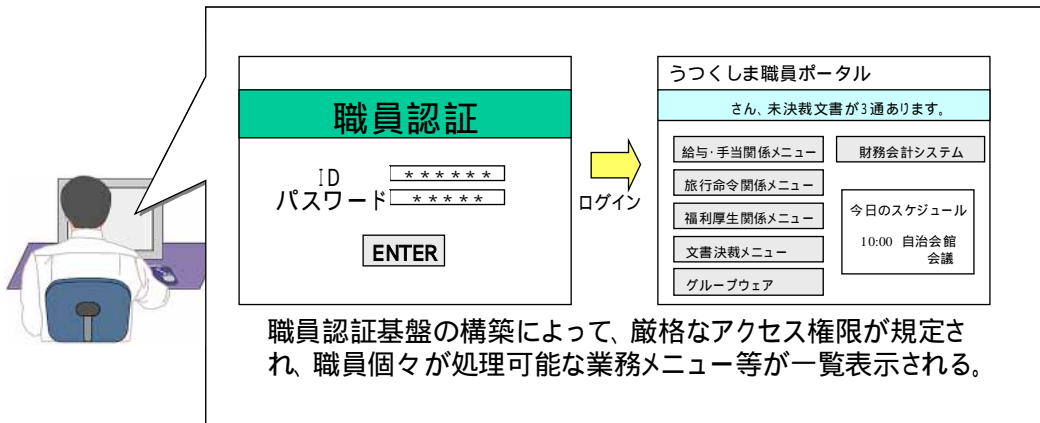 職員認証
ID ******
パスワード *****
ENTER
ログイン
うつくしま職員ポータル
さん、未決裁文書が3通あります。
給与・手当関係メニュー
旅行命令関係メニュー
福利厚生関係メニュー
文書決裁メニュー
グループウェア
財務会計システム
今日のスケジュール
10:00 自治会館
会議
職員認証基盤の構築によって、厳格なアクセス権限が規定さ
れ、職員個々が処理可能な業務メニュー等が一覧表示される。